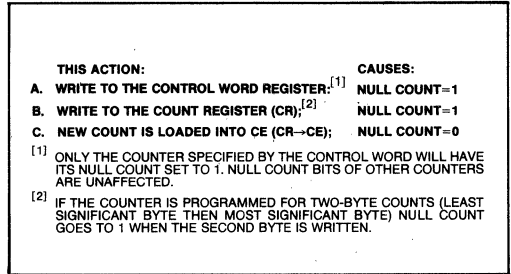 THIS ACTION: CAUSES:
A. WRITE TO THE CONTROL WORD REGISTER:[1] NULL COUNT=1
B. WRITE TO THE COUNT REGISTER (CR);[2] NULL COUNT=1
C. NEW COUNT IS LOADED INTO CE (CR→CE); NULL COUNT=0
[1] ONLY THE COUNTER SPECIFIED BY THE CONTROL WORD WILL HAVE
ITS NULL COUNT SET TO 1. NULL COUNT BITS OF OTHER COUNTERS
ARE UNAFFECTED.
[2] IF THE COUNTER IS PROGRAMMED FOR TWO-BYTE COUNTS (LEAST
SIGNIFICANT BYTE THEN MOST SIGNIFICANT BYTE) NULL COUNT
GOES TO 1 WHEN THE SECOND BYTE IS WRITTEN.